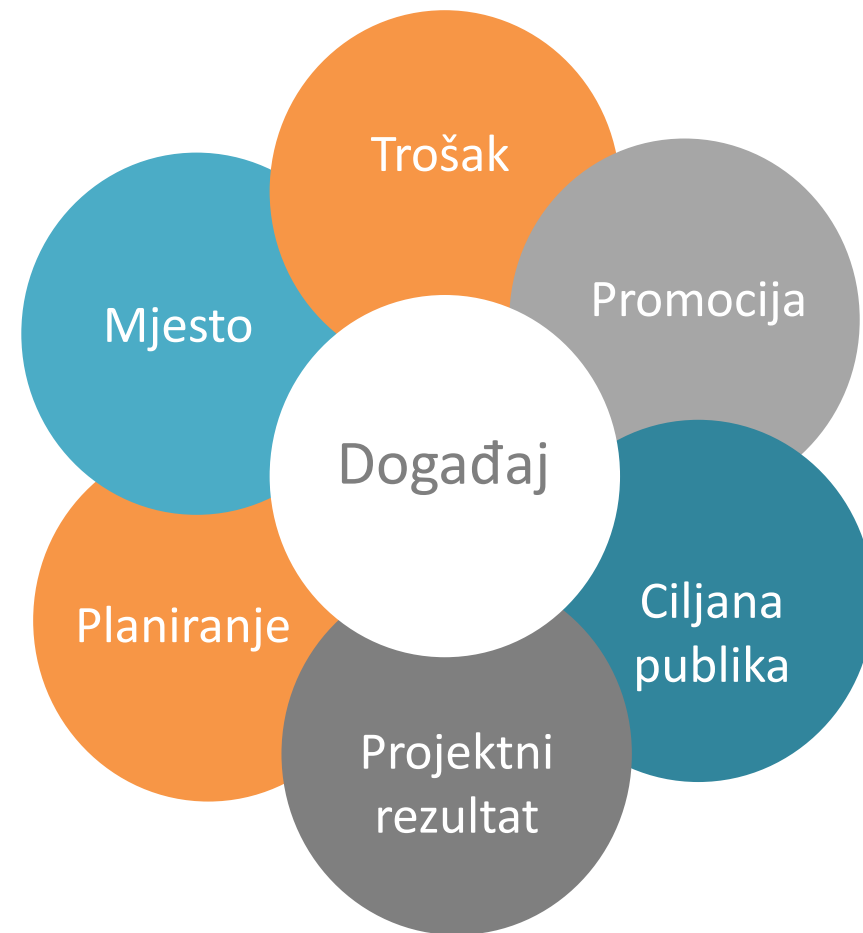 Trošak
Promocija
Mjesto
Događaj
Ciljana
publika
Planiranje
Projektni
rezultat